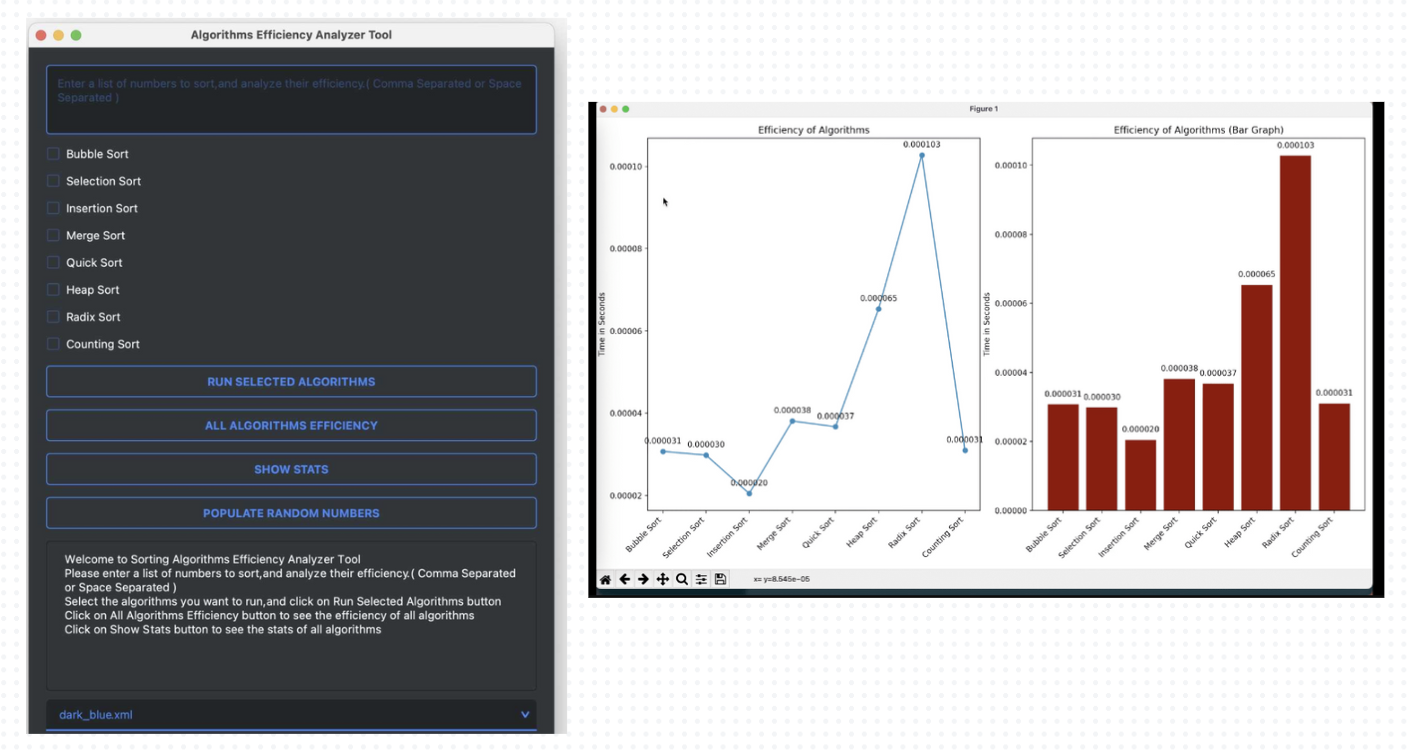 Algorithms Efficiency Analyzer Tool
Enter a list of numbers to sort,and analyze their efficiency.( Comma Separated or Space
Separated )
Bubble Sort
Selection Sort
Insertion Sort
Merge Sort
Quick Sort
Heap Sort
Radix Sort
Counting Sort
RUN SELECTED ALGORITHMS
ALL ALGORITHMS EFFICIENCY
SHOW STATS
POPULATE RANDOM NUMBERS
Welcome to Sorting Algorithms Efficiency Analyzer Tool
Please enter a list of numbers to sort,and analyze their efficiency.( Comma Separated
or Space Separated )
Select the algorithms you want to run,and click on Run Selected Algorithms button
Click on All Algorithms Efficiency button to see the efficiency of all algorithms
Click on Show Stats button to see the stats of all algorithms
dark_blue.xml
Figure 1
Efficiency of Algorithms
Time in Seconds
0.00010
0.00008
0.00006
0.00004
0.00002
0.000031
0.000030
0.000020
0.000038
0.000037
0.000065
0.000103
0.000031
Bubble Sort
Selection Sort
Insertion Sort
Merge Sort
Quick Sort
Heap Sort
Radix Sort
Counting Sort
Efficiency of Algorithms (Bar Graph)
Time in Seconds
0.00010
0.00008
0.00006
0.00004
0.00002
0.00000
0.000031
0.000030
0.000020
0.000038
0.000037
0.000065
0.000103
0.000031
Bubble Sort
Selection Sort
Insertion Sort
Merge Sort
Quick Sort
Heap Sort
Radix Sort
Counting Sort
x= y=8.545e-05